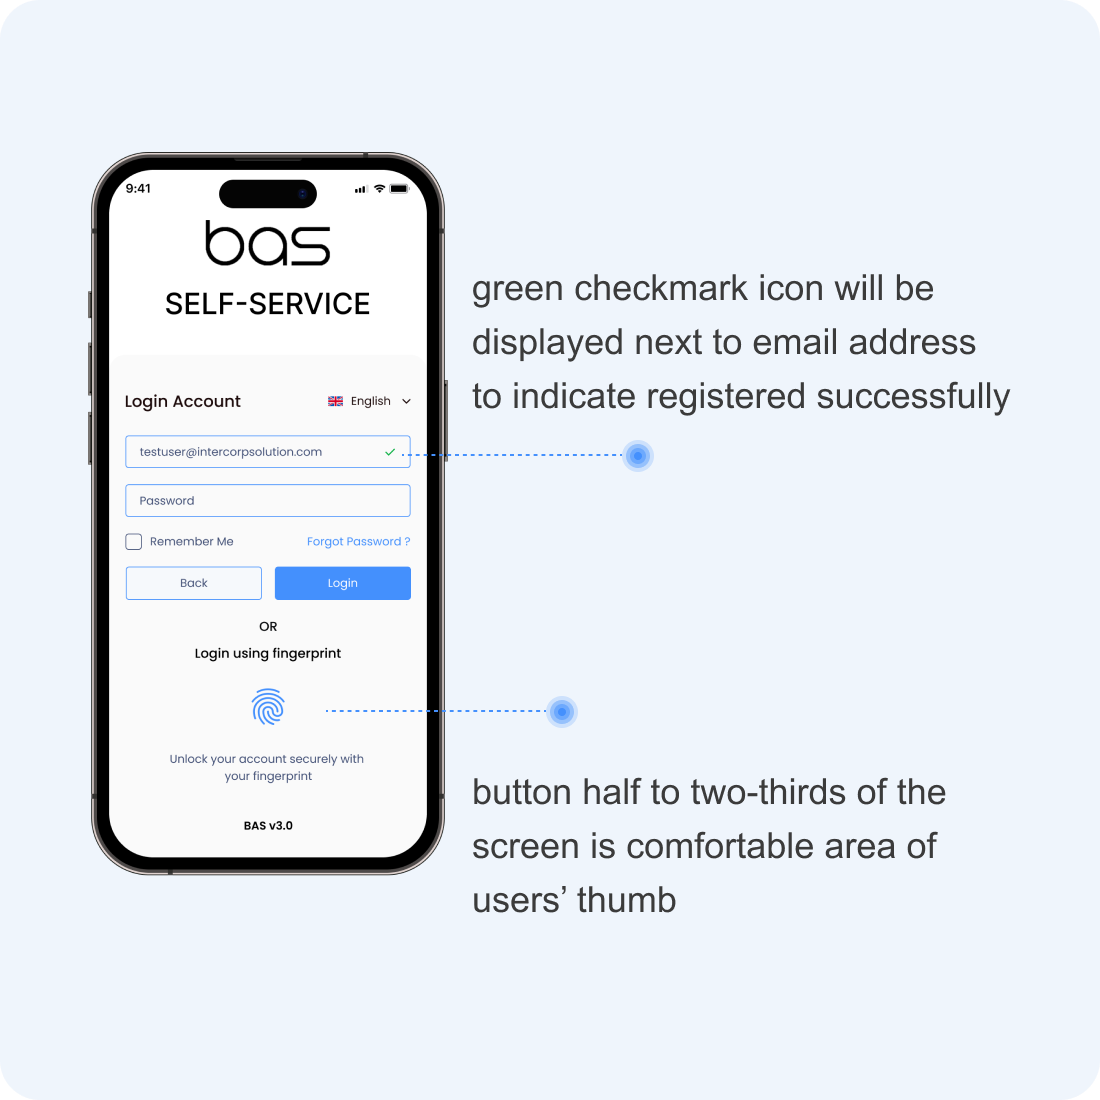 9:41
bas
SELF-SERVICE
Login Account
English
testuser@intercorpsolution.com
Password
Remember Me
Forgot Password ?
Back
Login
OR
Login using fingerprint
Unlock your account securely with
your fingerprint
BAS v3.0
green checkmark icon will be
displayed next to email address
to indicate registered successfully
button half to two-thirds of the
screen is comfortable area of
users’ thumb